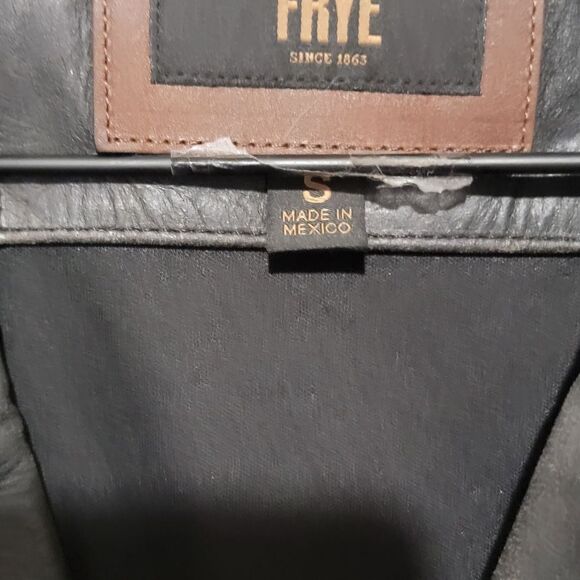 FRYE
SINCE 1863
S
MADE IN
MEXICO